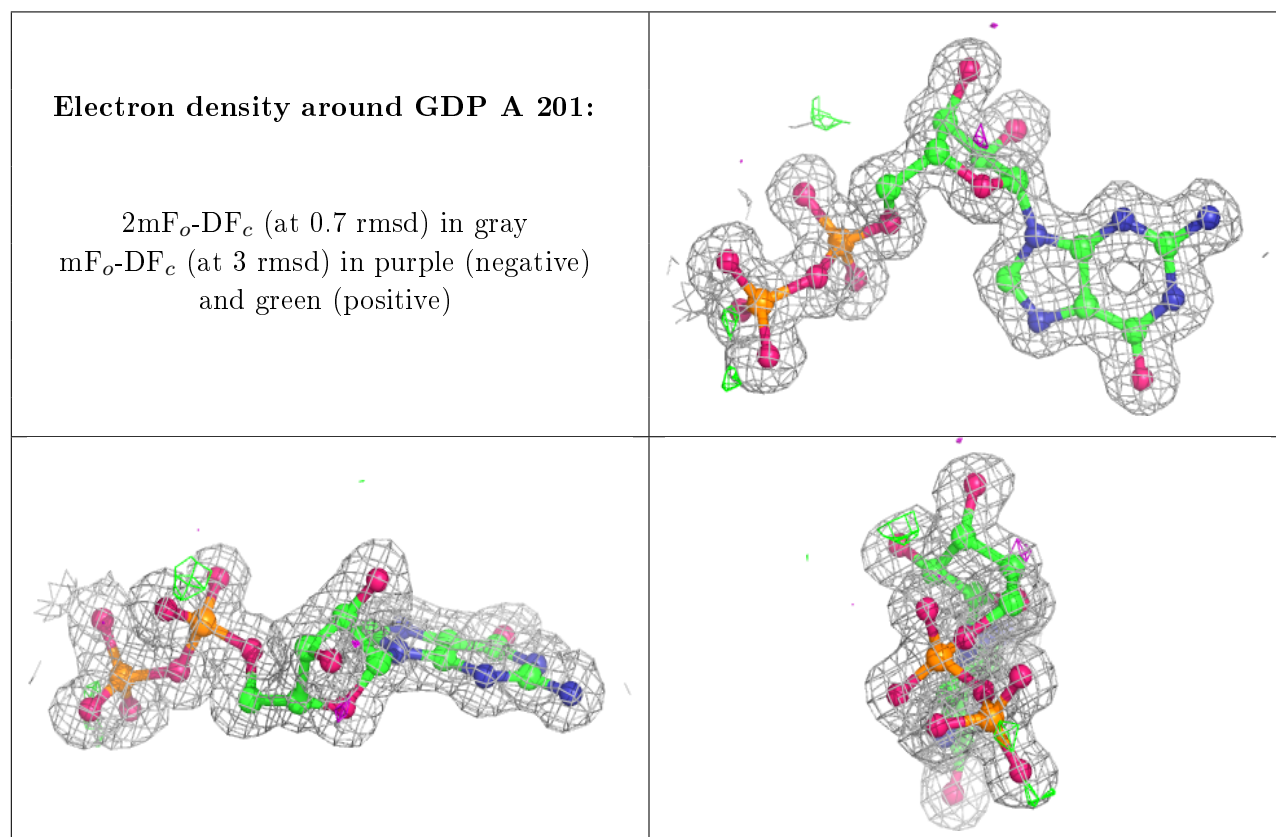 Electron density around GDP A 201:
2mFₒ-DF𝒸 (at 0.7 rmsd) in gray
mFₒ-DF𝒸 (at 3 rmsd) in purple (negative)
and green (positive)